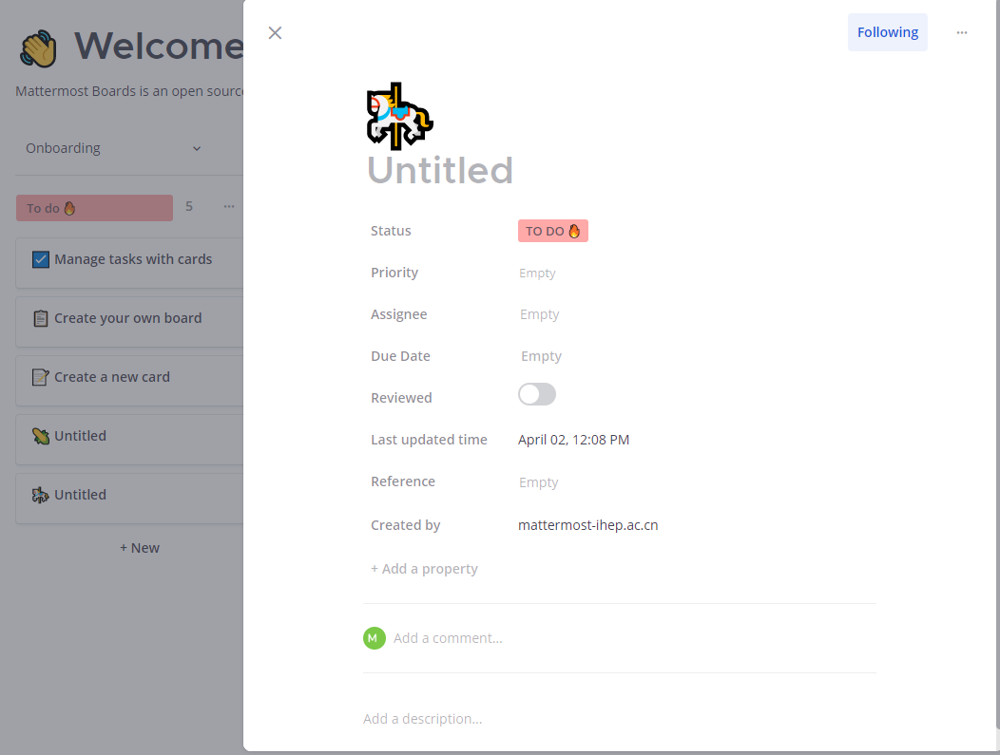 Welcome
Mattermost Boards is an open source
Onboarding
To do 5
Manage tasks with cards
Create your own board
Create a new card
Untitled
Untitled
+ New
Following
Untitled
Status TO DO
Priority Empty
Assignee Empty
Due Date Empty
Reviewed
Last updated time April 02, 12:08 PM
Reference Empty
Created by mattermost-ihep.ac.cn
+ Add a property
M Add a comment...
Add a description...